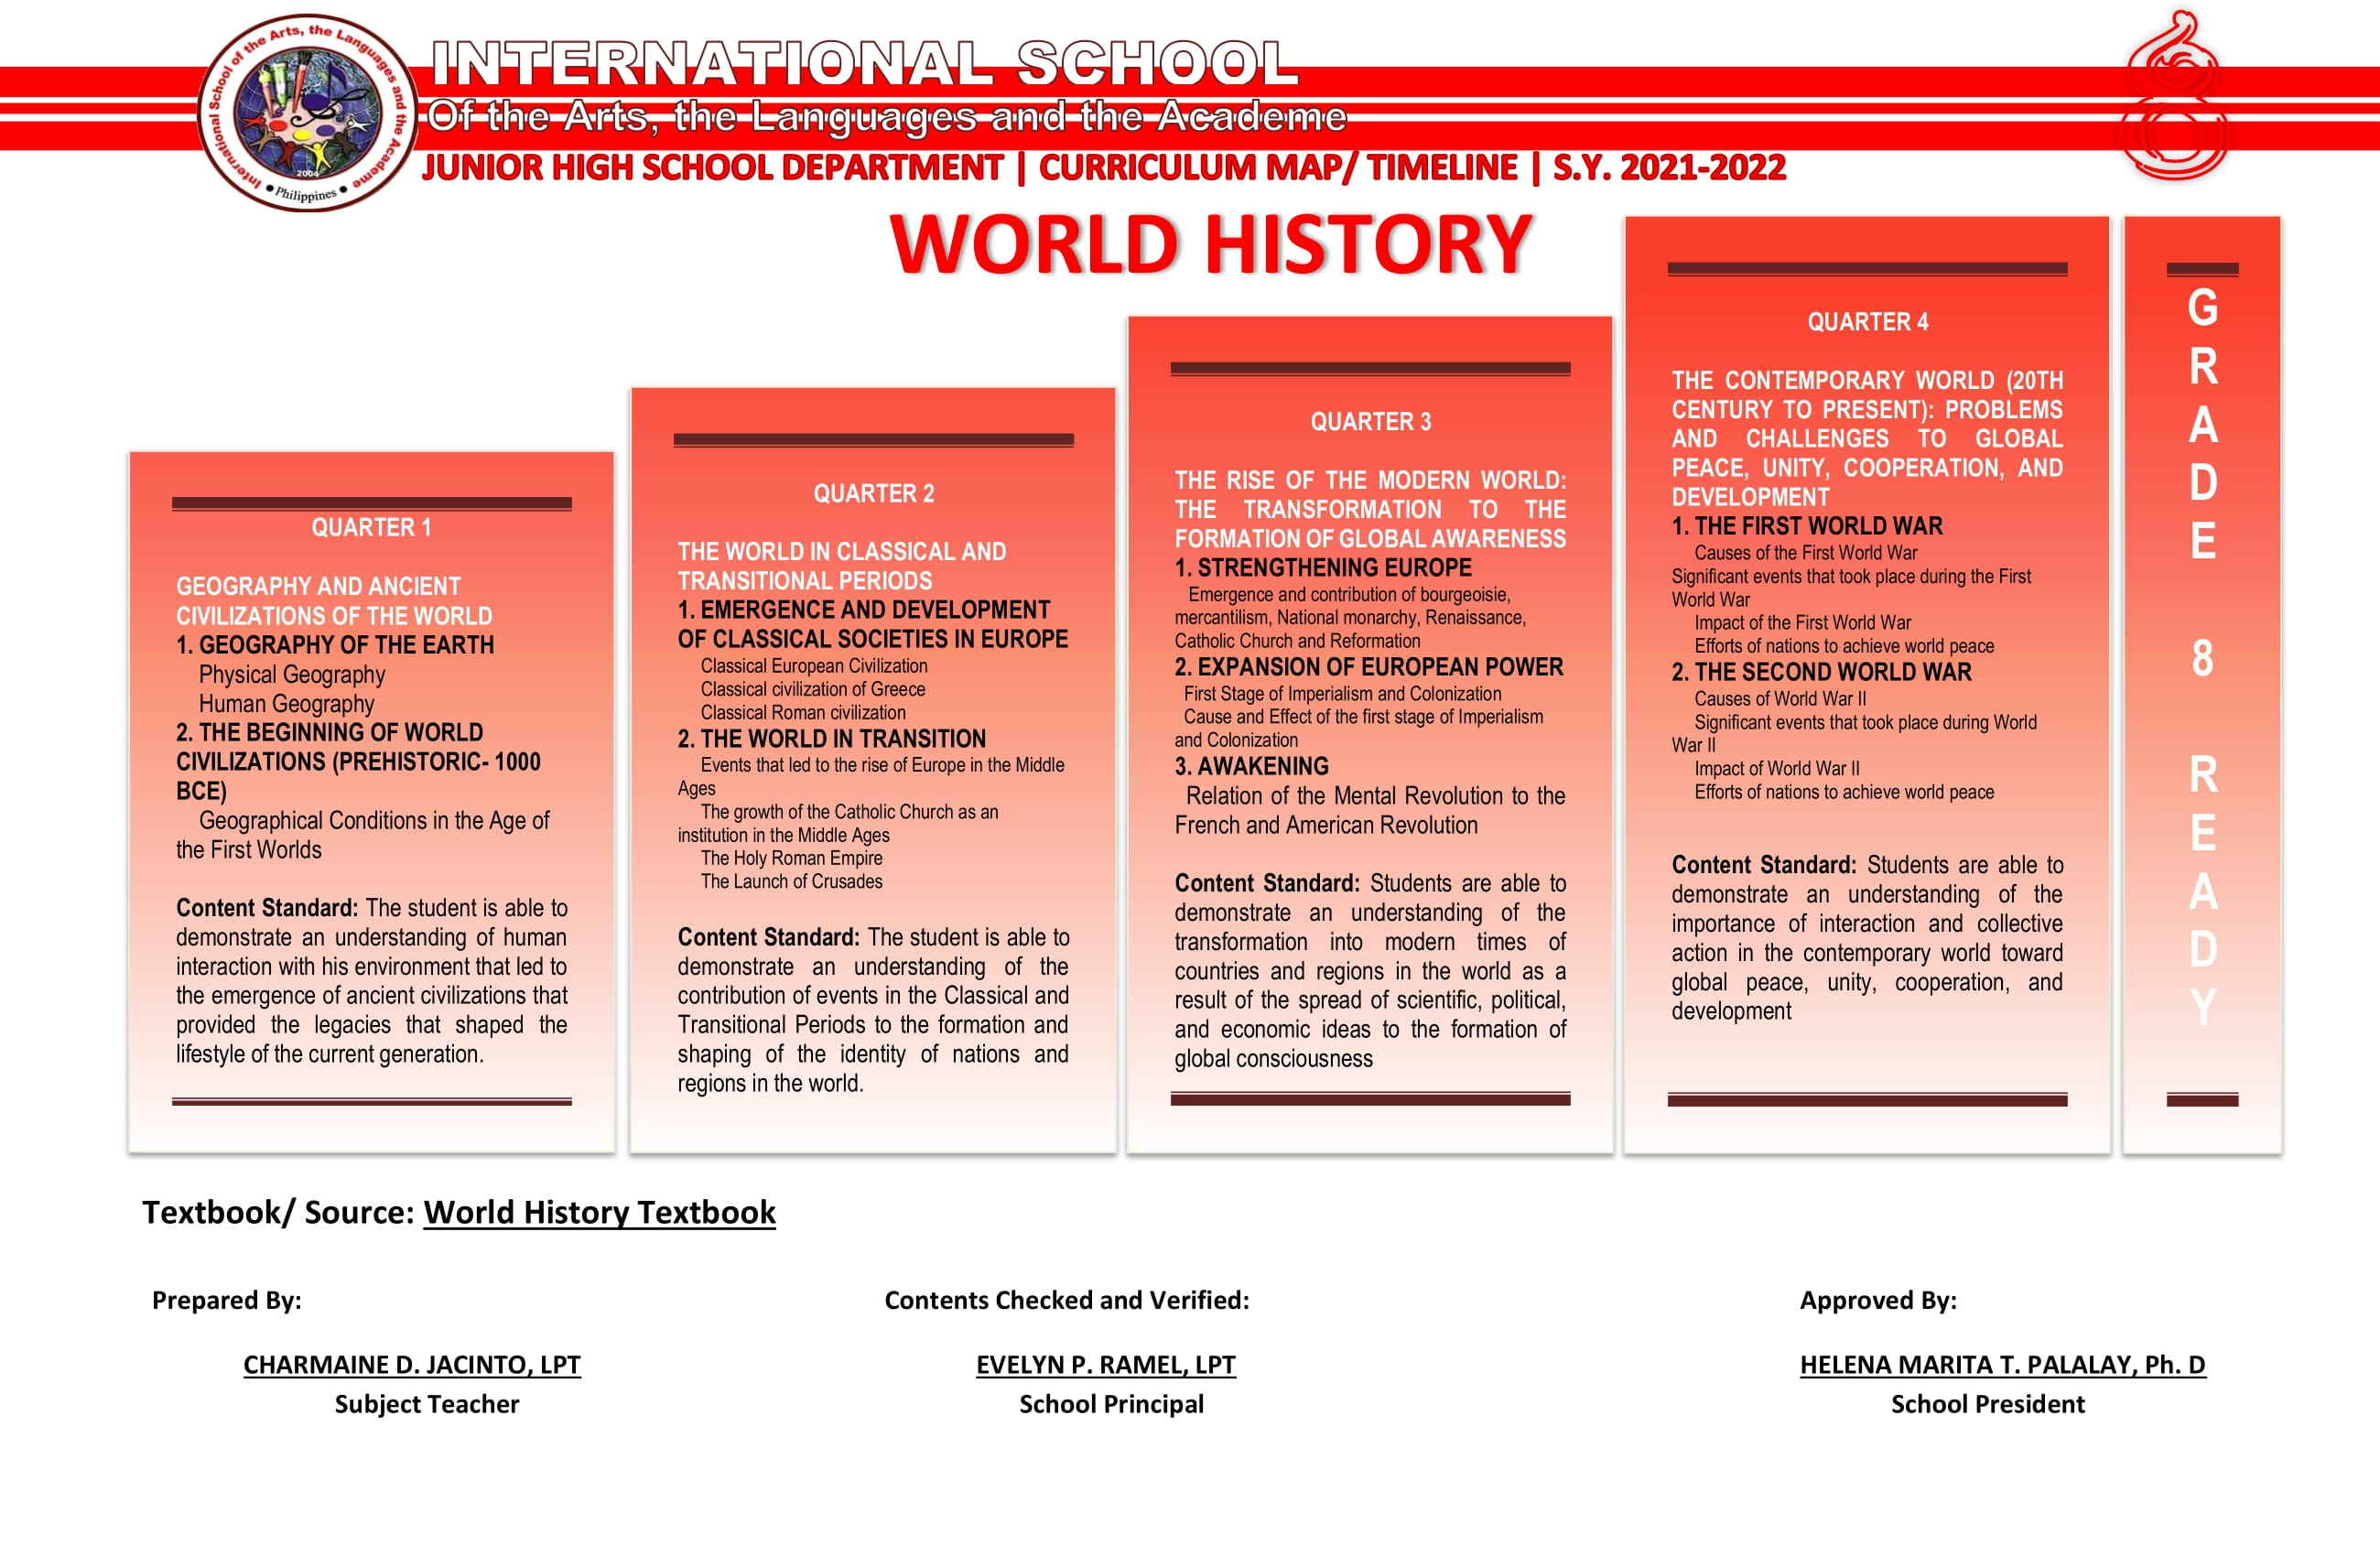 International School of the Arts, the Languages and the Academe
2004
Philippines
INTERNATIONAL SCHOOL
Of the Arts, the Languages and the Academe
JUNIOR HIGH SCHOOL DEPARTMENT | CURRICULUM MAP/ TIMELINE | S.Y. 2021-2022
8
WORLD HISTORY
QUARTER 1
GEOGRAPHY AND ANCIENT
CIVILIZATIONS OF THE WORLD
1. GEOGRAPHY OF THE EARTH
Physical Geography
Human Geography
2. THE BEGINNING OF WORLD
CIVILIZATIONS (PREHISTORIC- 1000
BCE)
Geographical Conditions in the Age of
the First Worlds
Content Standard: The student is able to
demonstrate an understanding of human
interaction with his environment that led to
the emergence of ancient civilizations that
provided the legacies that shaped the
lifestyle of the current generation.
QUARTER 2
THE WORLD IN CLASSICAL AND
TRANSITIONAL PERIODS
1. EMERGENCE AND DEVELOPMENT
OF CLASSICAL SOCIETIES IN EUROPE
Classical European Civilization
Classical civilization of Greece
Classical Roman civilization
2. THE WORLD IN TRANSITION
Events that led to the rise of Europe in the Middle
Ages
The growth of the Catholic Church as an
institution in the Middle Ages
The Holy Roman Empire
The Launch of Crusades
Content Standard: The student is able to
demonstrate an understanding of the
contribution of events in the Classical and
Transitional Periods to the formation and
shaping of the identity of nations and
regions in the world.
QUARTER 3
THE RISE OF THE MODERN WORLD:
THE TRANSFORMATION TO THE
FORMATION OF GLOBAL AWARENESS
1. STRENGTHENING EUROPE
Emergence and contribution of bourgeoisie,
mercantilism, National monarchy, Renaissance,
Catholic Church and Reformation
2. EXPANSION OF EUROPEAN POWER
First Stage of Imperialism and Colonization
Cause and Effect of the first stage of Imperialism
and Colonization
3. AWAKENING
Relation of the Mental Revolution to the
French and American Revolution
Content Standard: Students are able to
demonstrate an understanding of the
transformation into modern times of
countries and regions in the world as a
result of the spread of scientific, political,
and economic ideas to the formation of
global consciousness
QUARTER 4
THE CONTEMPORARY WORLD (20TH
CENTURY TO PRESENT): PROBLEMS
AND CHALLENGES TO GLOBAL
PEACE, UNITY, COOPERATION, AND
DEVELOPMENT
1. THE FIRST WORLD WAR
Causes of the First World War
Significant events that took place during the First
World War
Impact of the First World War
Efforts of nations to achieve world peace
2. THE SECOND WORLD WAR
Causes of World War II
Significant events that took place during World
War II
Impact of World War II
Efforts of nations to achieve world peace
Content Standard: Students are able to
demonstrate an understanding of the
importance of interaction and collective
action in the contemporary world toward
global peace, unity, cooperation, and
development
GRADE 8 READY
Textbook/ Source: World History Textbook
Prepared By:
CHARMAINE D. JACINTO, LPT
Subject Teacher
Contents Checked and Verified:
EVELYN P. RAMEL, LPT
School Principal
Approved By:
HELENA MARITA T. PALALAY, Ph. D
School President